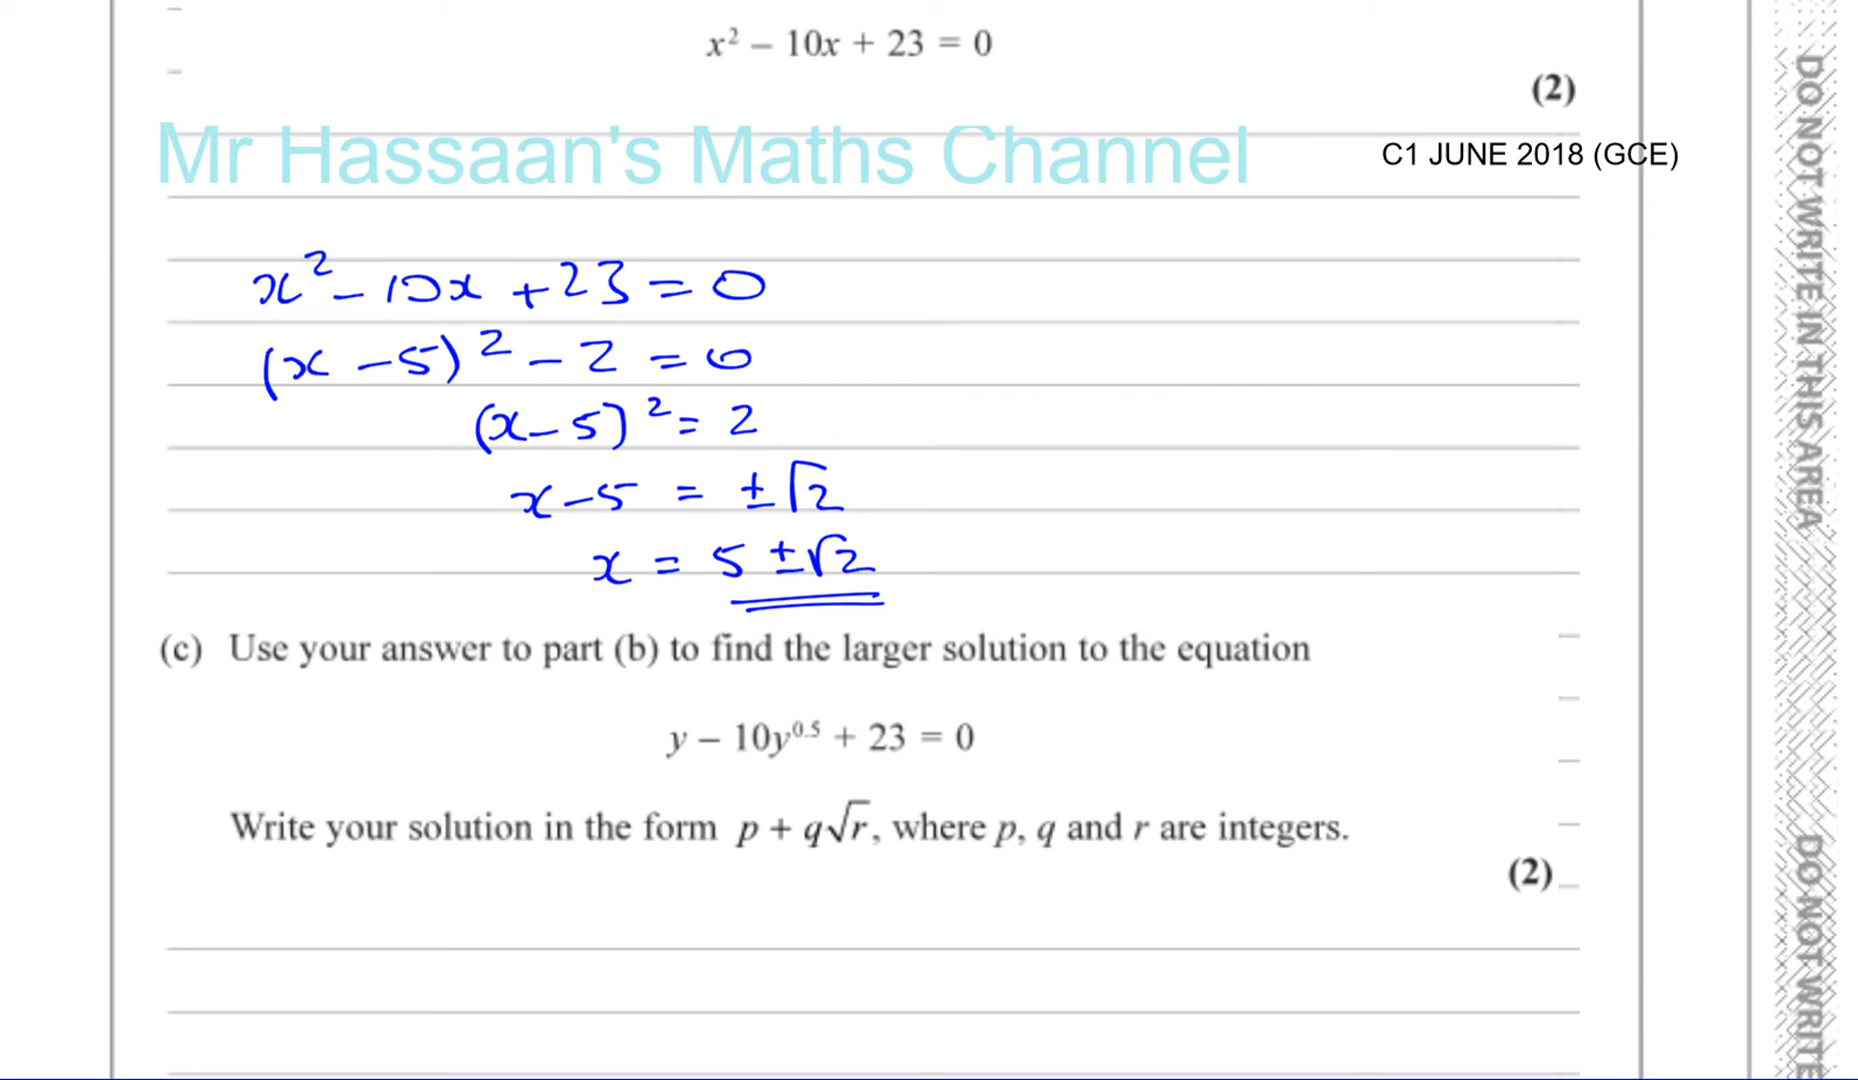 x² – 10x + 23 = 0
(2)
Mr Hassaan's Maths Channel
C1 JUNE 2018 (GCE)
x² – 10x + 23 = 0
(x – 5)² – 2 = 0
(x – 5)² = 2
x – 5 = ±√2
x = 5 ±√2
(c) Use your answer to part (b) to find the larger solution to the equation
y – 10y⁰·⁵ + 23 = 0
Write your solution in the form p + q√r, where p, q and r are integers.
(2)
DO NOT WRITE IN THIS AREA
DO NOT WRITE